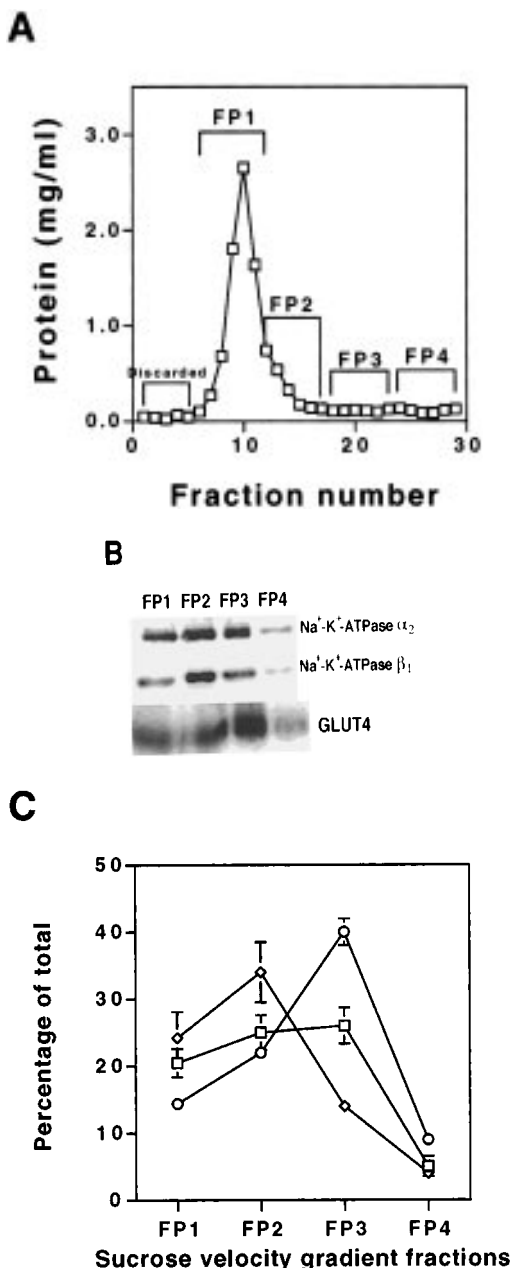 A
Protein (mg/ml)
3.0
2.0
1.0
0.0
FP1
FP2
FP3
FP4
Discarded
0
10
20
30
Fraction number
B
FP1 FP2 FP3 FP4
Na⁺-K⁺-ATPase α₂
Na⁺-K⁺-ATPase β₁
GLUT4
C
Percentage of total
50
40
30
20
10
0
FP1 FP2 FP3 FP4
Sucrose velocity gradient fractions